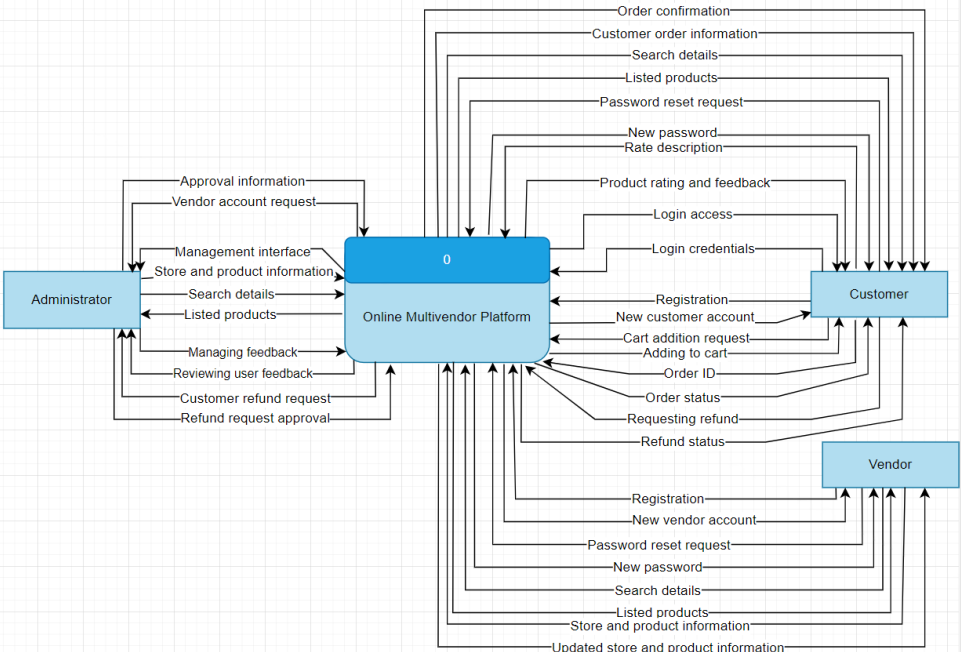 Order confirmation
Customer order information
Search details
Listed products
Password reset request
New password
Rate description
Product rating and feedback
Login access
Login credentials
Registration
New customer account
Cart addition request
Adding to cart
Order ID
Order status
Requesting refund
Refund status
Approval information
Vendor account request
Management interface
Store and product information
Search details
Listed products
Managing feedback
Reviewing user feedback
Customer refund request
Refund request approval
Administrator
0
Online Multivendor Platform
Customer
Vendor
Registration
New vendor account
Password reset request
New password
Search details
Listed products
Store and product information
Updated store and product information